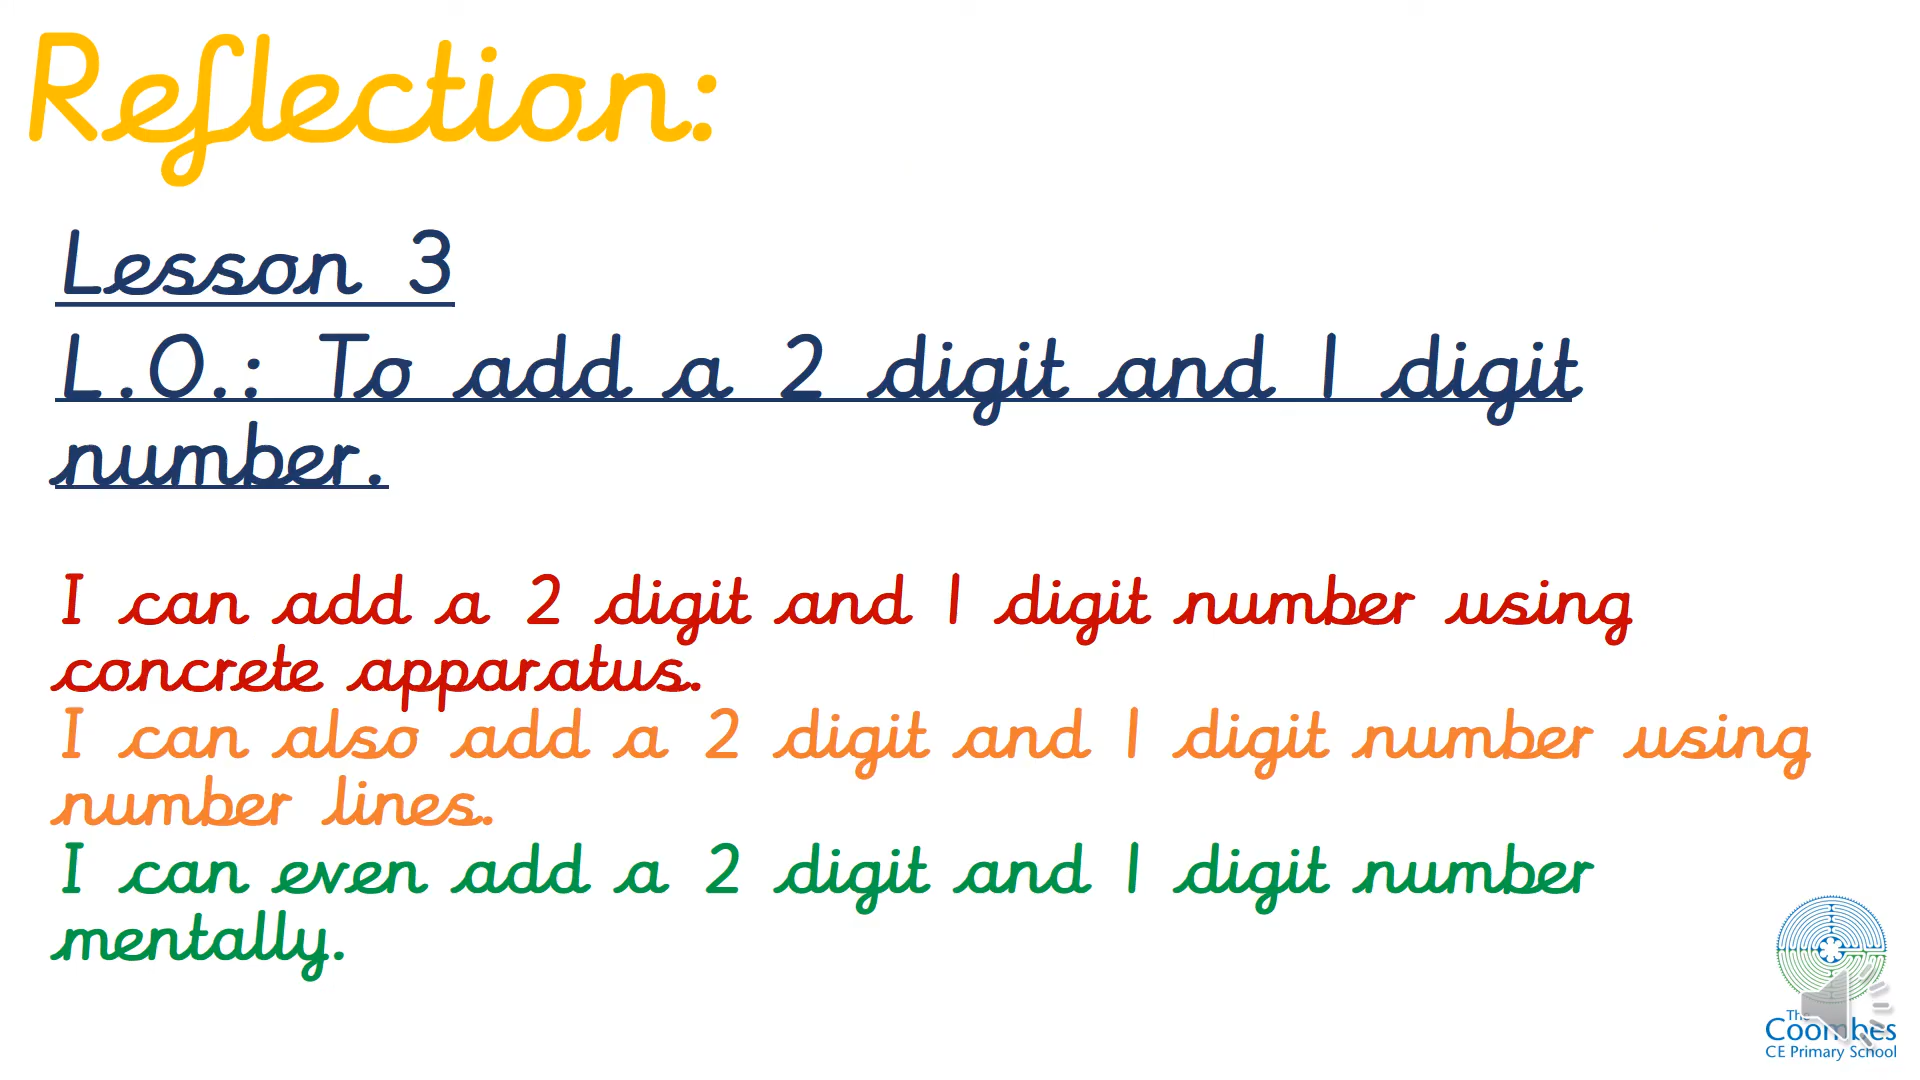 Reflection:
Lesson 3
L.O.: To add a 2 digit and 1 digit
number.
I can add a 2 digit and 1 digit number using
concrete apparatus.
I can also add a 2 digit and 1 digit number using
number lines.
I can even add a 2 digit and 1 digit number
mentally.
The
Coombes
CE Primary School